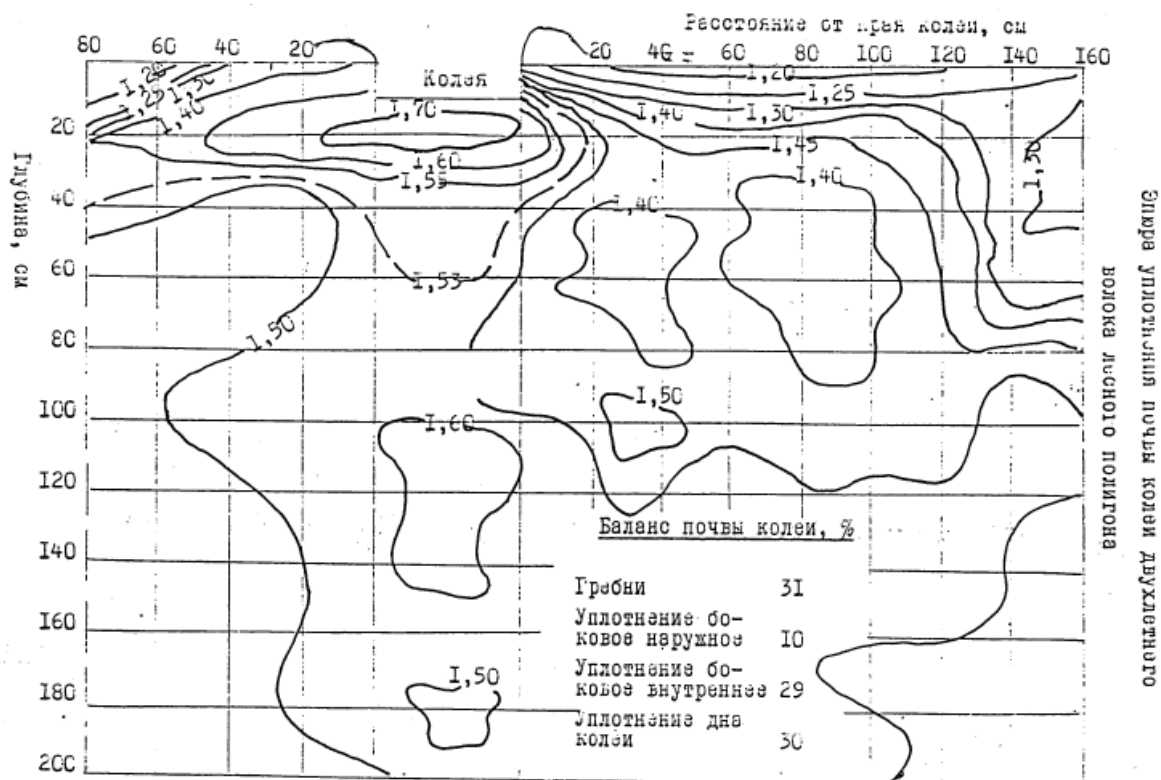 Расстояние от края колеи, см
80 60 40 20 20 40 60 80 100 120 140 160
Колея
1,20
1,25
1,50
1,40
1,70
1,60
1,55
1,53
1,50
1,20
1,25
1,40
1,30
1,45
1,40
1,40
1,30
1,50
1,60
1,50
20
40
60
80
100
120
140
160
180
200
Глубина, см
Баланс почвы колеи, %
Гребни 31
Уплотнение бо-
ковое наружное 10
Уплотнение бо-
ковое внутреннее 29
Уплотнение дна
колеи 30
Эпюра уплотнения почвы колеи двухлетнего
волока лесного полигона